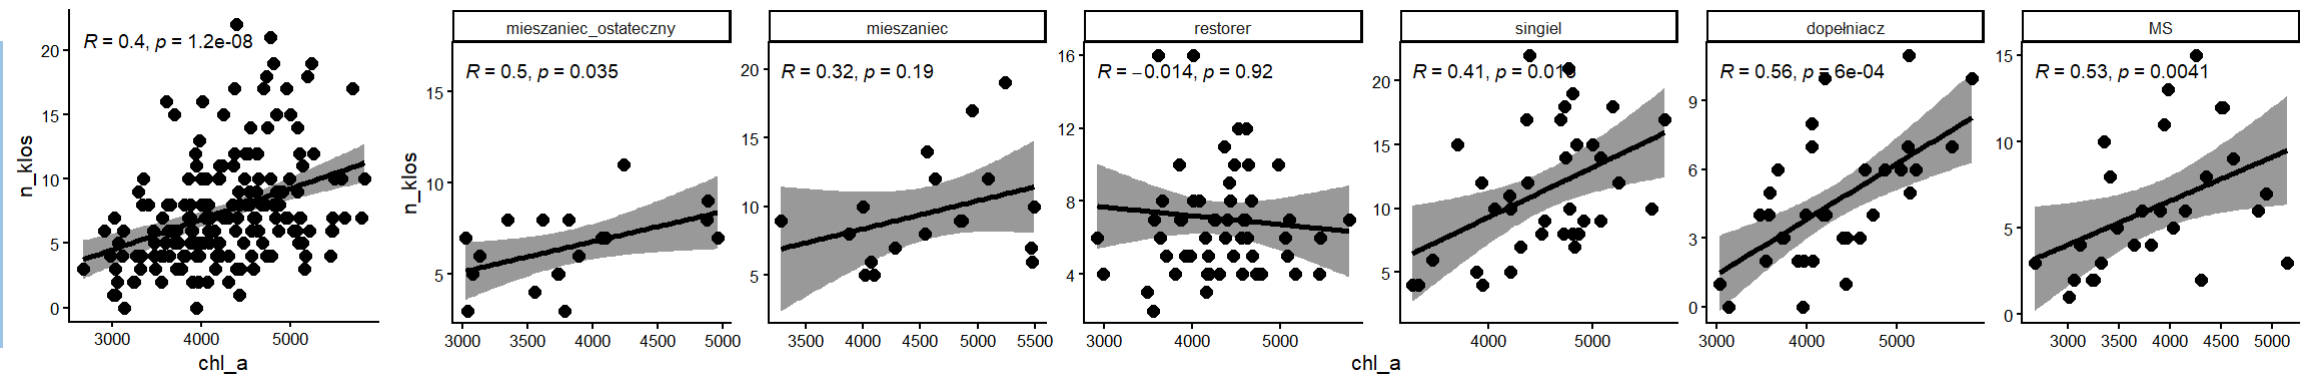 R = 0.4, p = 1.2e-08
n_klos
20
15
10
5
0
3000 4000 5000
chl_a
mieszaniec_ostateczny
R = 0.5, p = 0.035
n_klos
15
10
5
3000 3500 4000 4500 5000
mieszaniec
R = 0.32, p = 0.19
20
15
10
5
3500 4000 4500 5000 5500
restorer
R = −0.014, p = 0.92
16
12
8
4
3000 4000 5000
singiel
R = 0.41, p = 0.013
20
15
10
5
4000 5000
dopełniacz
R = 0.56, p = 6e-04
9
6
3
0
3000 4000 5000
MS
R = 0.53, p = 0.0041
15
10
5
0
3000 3500 4000 4500 5000
chl_a